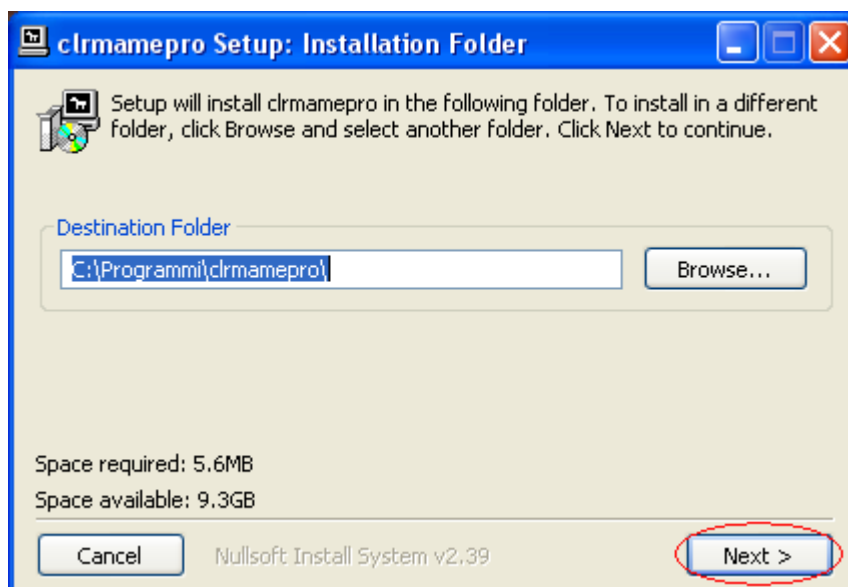 clrmamepro Setup: Installation Folder
Setup will install clrmamepro in the following folder. To install in a different
folder, click Browse and select another folder. Click Next to continue.
Destination Folder
C:\Programmi\clrmamepro\
Browse...
Space required: 5.6MB
Space available: 9.3GB
Cancel
Nullsoft Install System v2.39
Next >